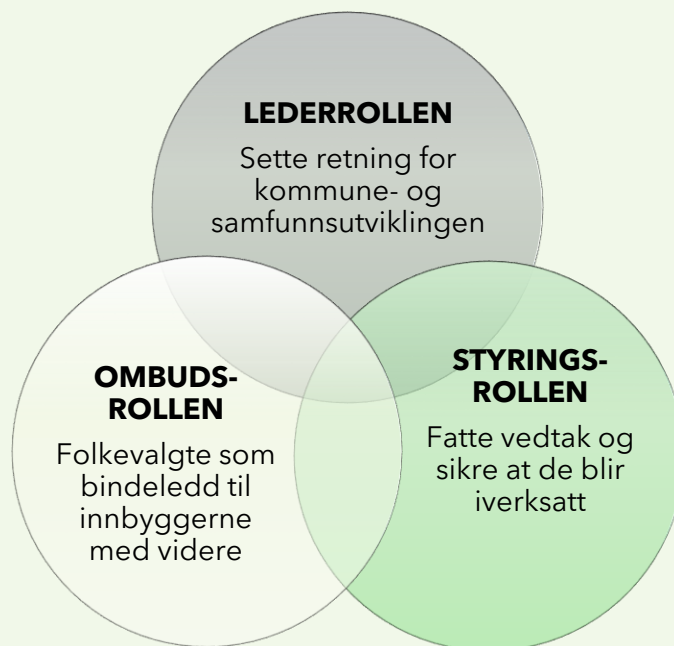 LEDERROLLEN
Sette retning for
kommune- og
samfunnsutviklingen
OMBUDS-
ROLLEN
Folkevalgte som
bindeledd til
innbyggerne
med videre
STYRINGS-
ROLLEN
Fatte vedtak og
sikre at de blir
iverksatt